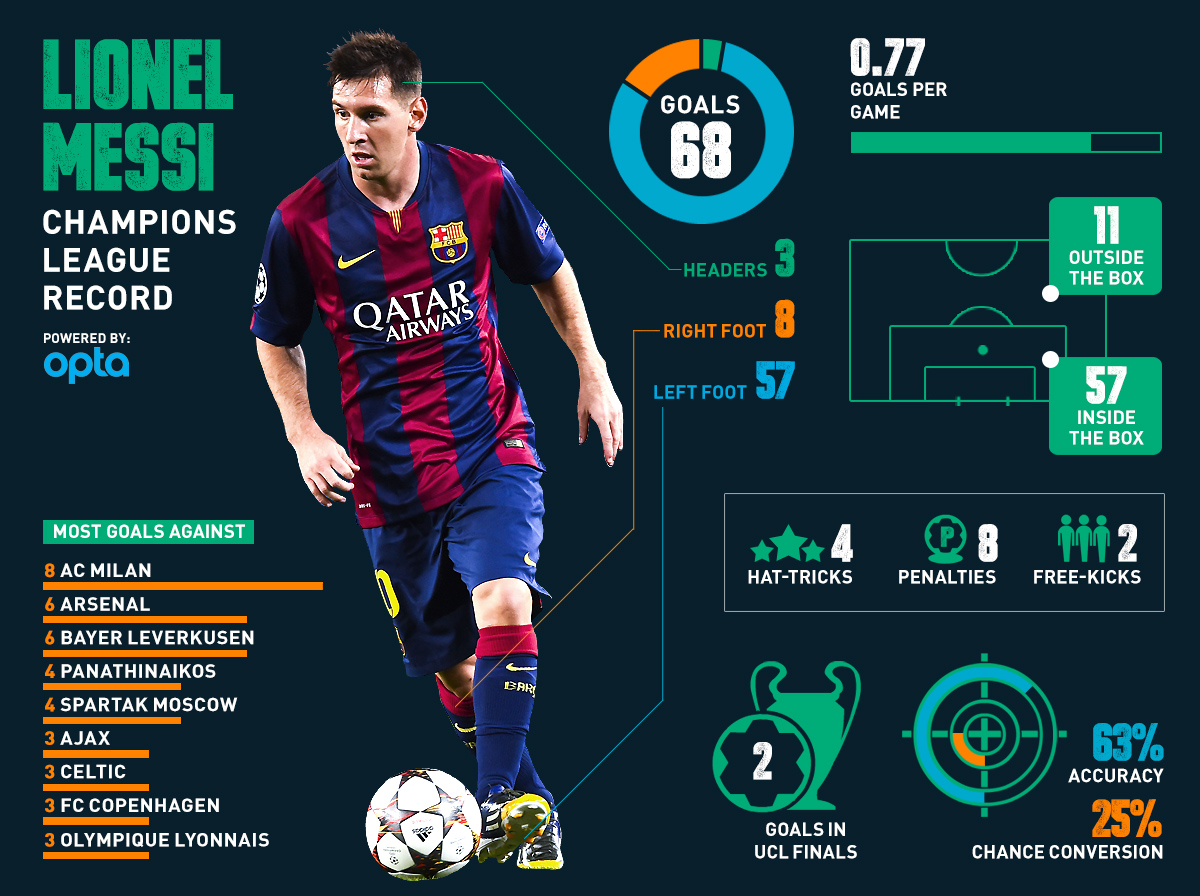 LIONEL
MESSI
CHAMPIONS
LEAGUE
RECORD
POWERED BY:
opta
GOALS
68
HEADERS 3
RIGHT FOOT 8
LEFT FOOT 57
0.77
GOALS PER
GAME
11
OUTSIDE
THE BOX
57
INSIDE
THE BOX
FCB
QATAR
AIRWAYS
MOST GOALS AGAINST
8 AC MILAN
6 ARSENAL
6 BAYER LEVERKUSEN
4 PANATHINAIKOS
4 SPARTAK MOSCOW
3 AJAX
3 CELTIC
3 FC COPENHAGEN
3 OLYMPIQUE LYONNAIS
0
BARÇ
adidas
4
HAT-TRICKS
P
8
PENALTIES
2
FREE-KICKS
2
GOALS IN
UCL FINALS
63%
ACCURACY
25%
CHANCE CONVERSION